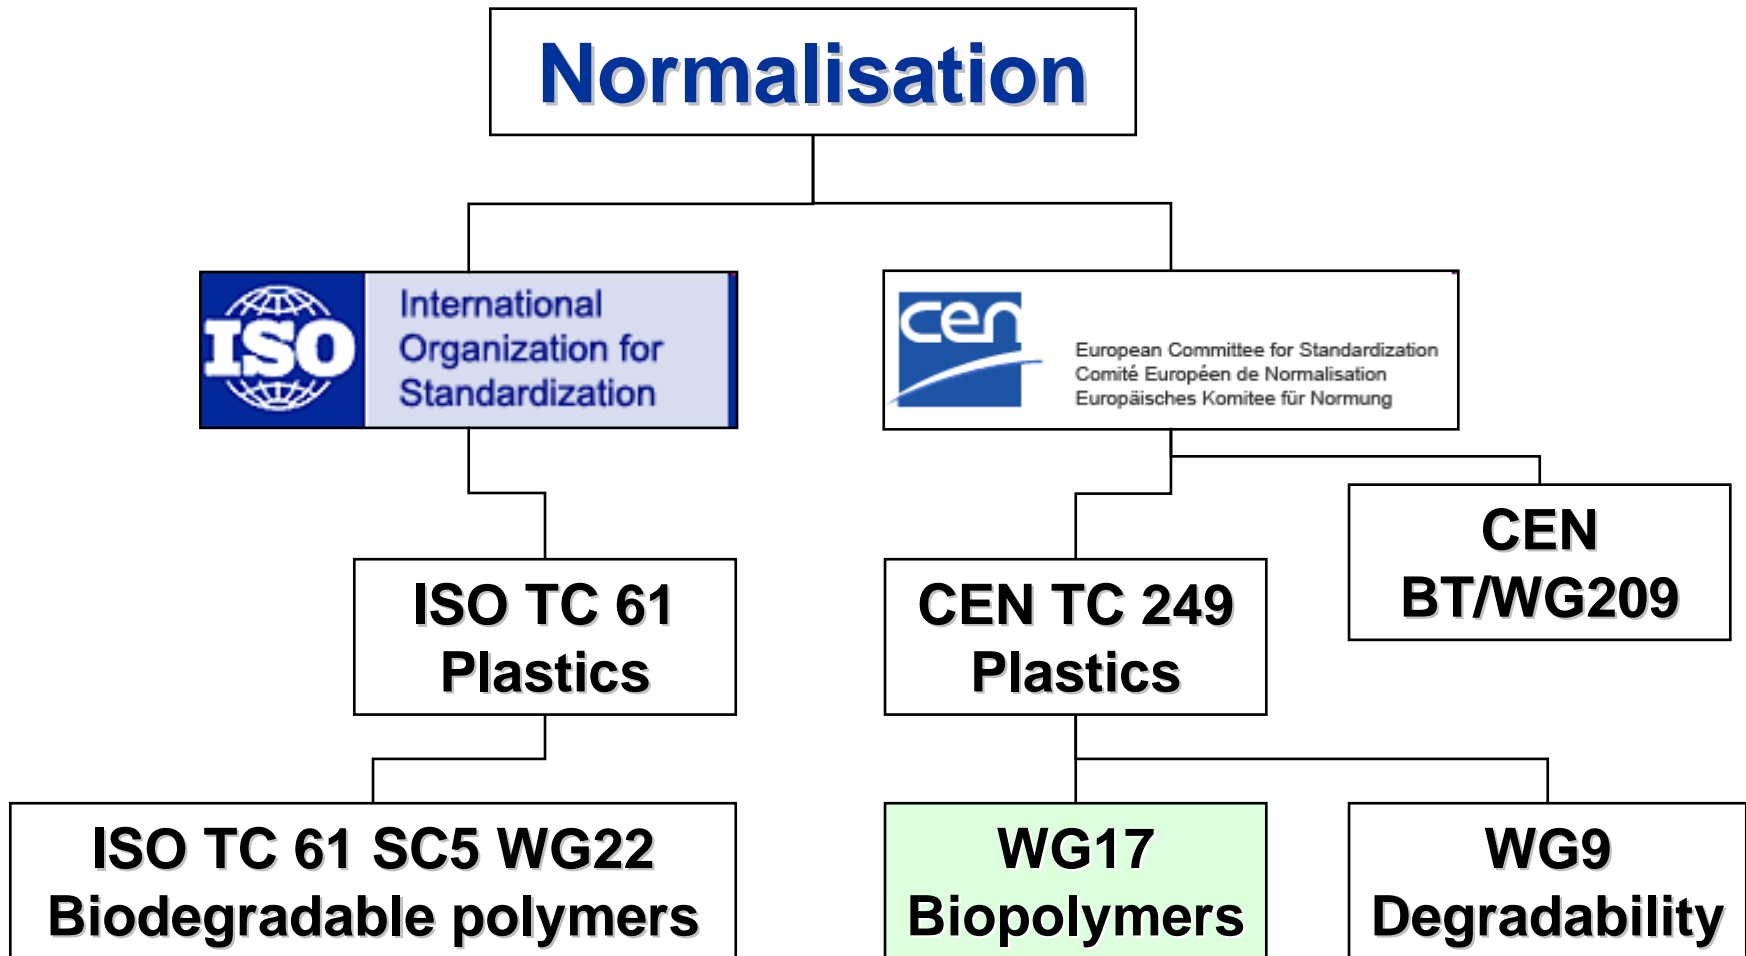 Normalisation
ISO
International
Organization for
Standardization
cen
European Committee for Standardization
Comité Européen de Normalisation
Europäisches Komitee für Normung
CEN
BT/WG209
ISO TC 61
Plastics
CEN TC 249
Plastics
ISO TC 61 SC5 WG22
Biodegradable polymers
WG17
Biopolymers
WG9
Degradability